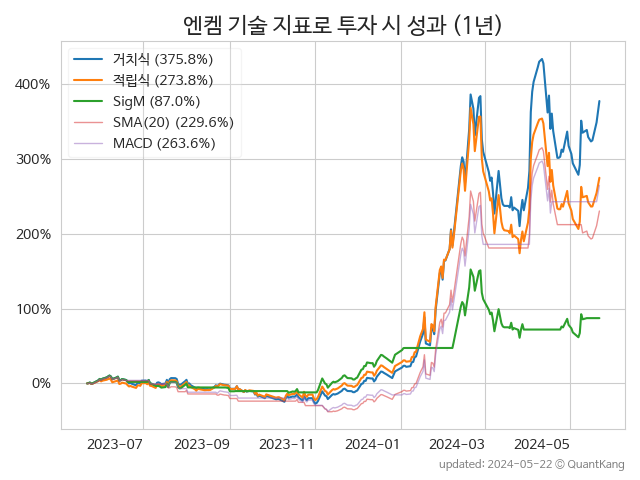 엔켐 기술 지표로 투자 시 성과 (1년)
거치식 (375.8%)
적립식 (273.8%)
SigM (87.0%)
SMA(20) (229.6%)
MACD (263.6%)
400%
300%
200%
100%
0%
2023-07 2023-09 2023-11 2024-01 2024-03 2024-05
updated: 2024-05-22 © QuantKang